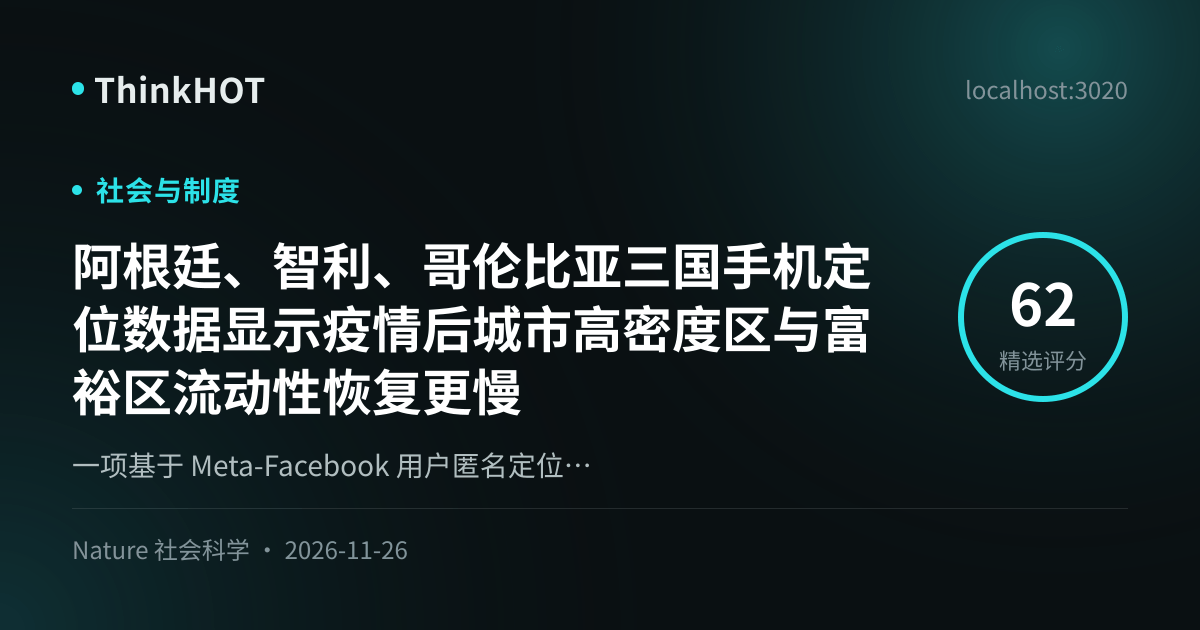 ThinkHOT
localhost:3020
社会与制度
阿根廷、智利、哥伦比亚三国手机定
位数据显示疫情后城市高密度区与富
裕区流动性恢复更慢
62
精选评分
一项基于 Meta-Facebook 用户匿名定位…
Nature 社会科学 · 2026-11-26